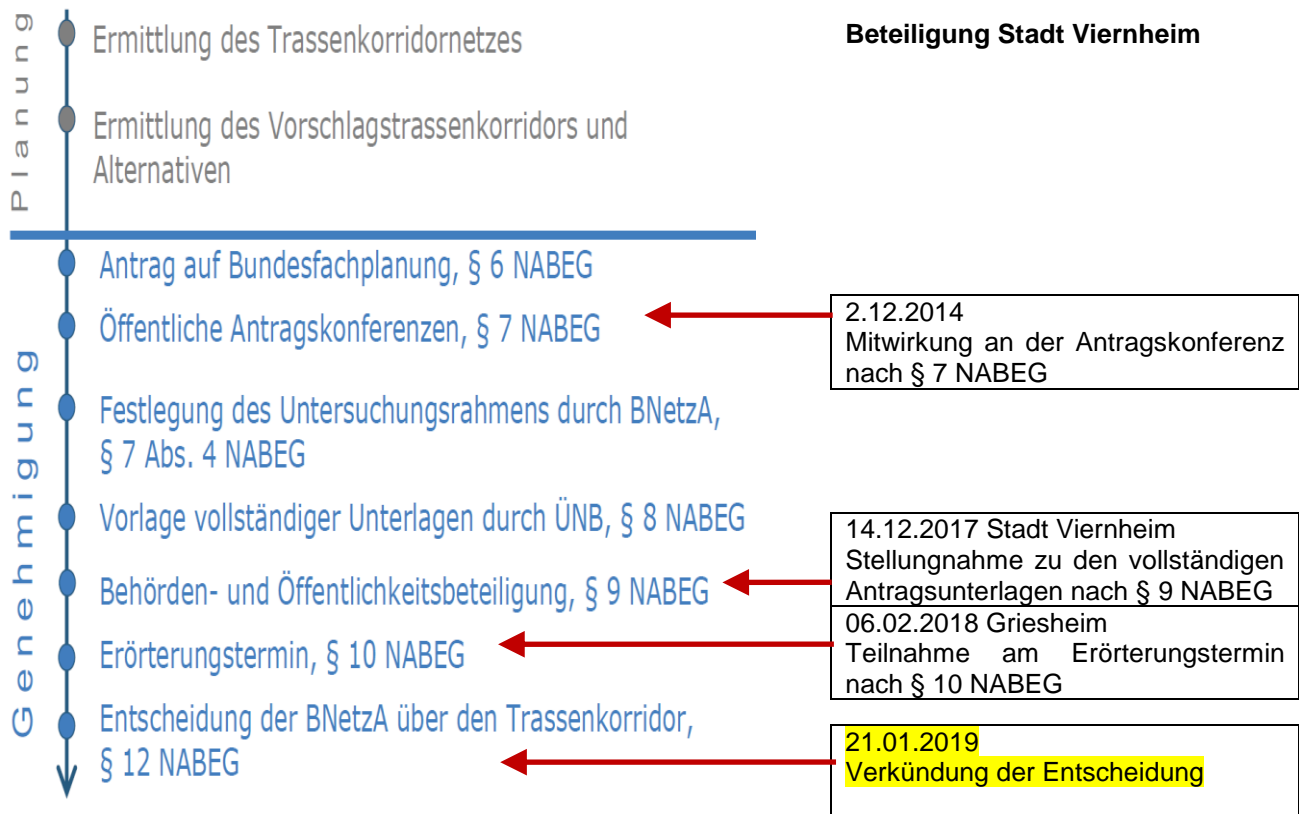 Planung
Ermittlung des Trassenkorridornetzes
Beteiligung Stadt Viernheim
Ermittlung des Vorschlagstrassenkorridors und
Alternativen
Genehmigung
Antrag auf Bundesfachplanung, § 6 NABEG
Öffentliche Antragskonferenzen, § 7 NABEG
2.12.2014
Mitwirkung an der Antragskonferenz
nach § 7 NABEG
Festlegung des Untersuchungsrahmens durch BNetzA,
§ 7 Abs. 4 NABEG
Vorlage vollständiger Unterlagen durch ÜNB, § 8 NABEG
Behörden- und Öffentlichkeitsbeteiligung, § 9 NABEG
14.12.2017 Stadt Viernheim
Stellungnahme zu den vollständigen
Antragsunterlagen nach § 9 NABEG
Erörterungstermin, § 10 NABEG
06.02.2018 Griesheim
Teilnahme am Erörterungstermin
nach § 10 NABEG
Entscheidung der BNetzA über den Trassenkorridor,
§ 12 NABEG
21.01.2019
Verkündung der Entscheidung